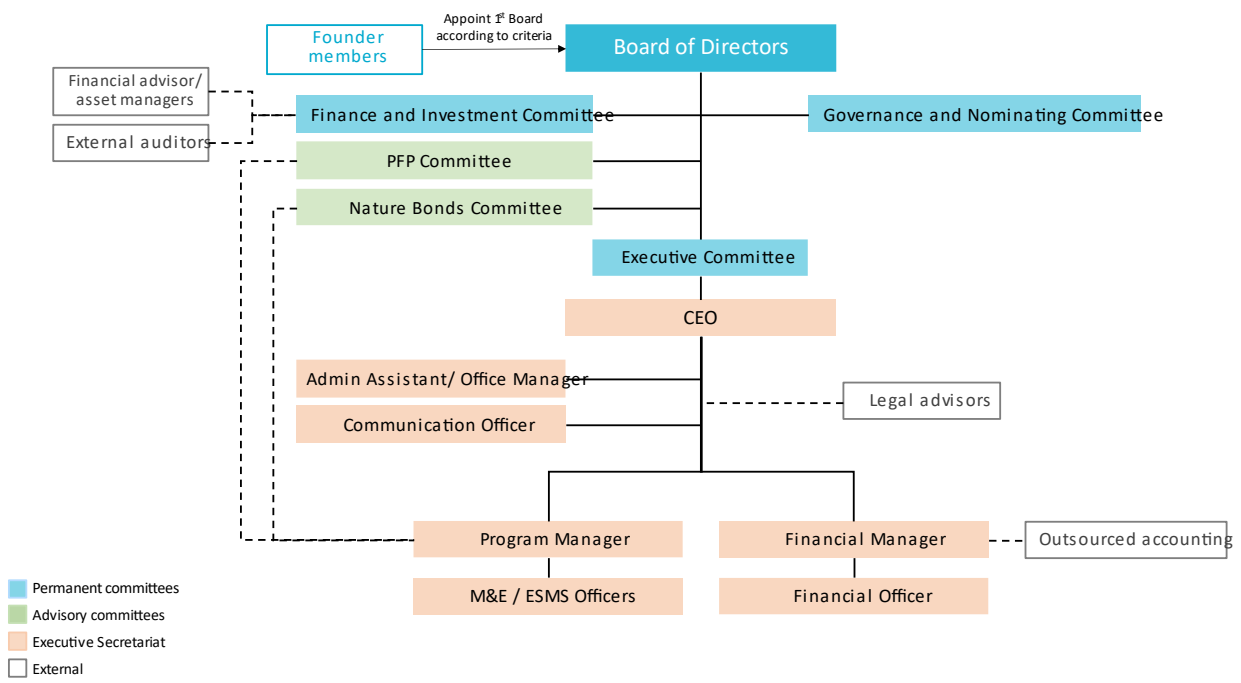 Founder
members
Appoint 1st Board
according to criteria
Board of Directors
Financial advisor/
asset managers
External auditors
Finance and Investment Committee
Governance and Nominating Committee
PFP Committee
Nature Bonds Committee
Executive Committee
CEO
Admin Assistant/ Office Manager
Legal advisors
Communication Officer
Program Manager
Financial Manager
Outsourced accounting
M&E / ESMS Officers
Financial Officer
Permanent committees
Advisory committees
Executive Secretariat
External